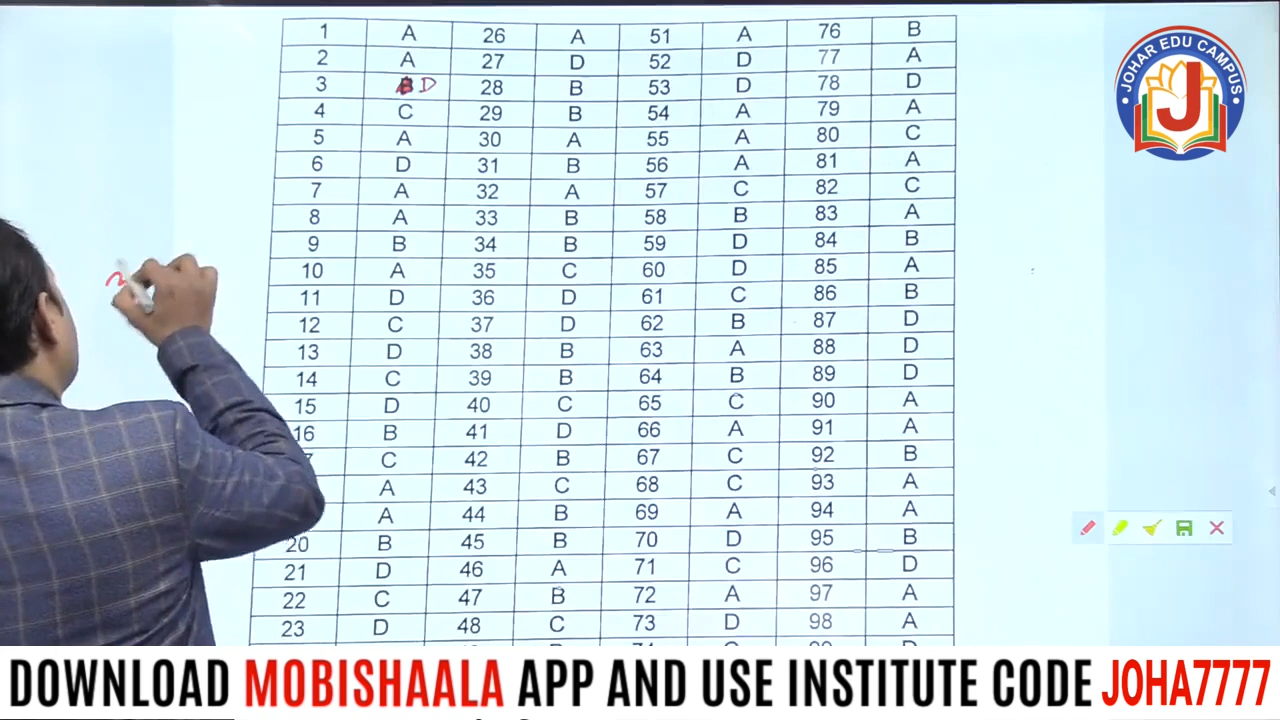 1 A 26 A 51 A 76 B
2 A 27 D 52 D 77 A
3 D 28 B 53 D 78 D
4 C 29 B 54 A 79 A
5 A 30 A 55 A 80 C
6 D 31 B 56 A 81 A
7 A 32 A 57 C 82 C
8 A 33 B 58 B 83 A
9 B 34 B 59 D 84 B
10 A 35 C 60 D 85 A
11 D 36 D 61 C 86 B
12 C 37 D 62 B 87 D
13 D 38 B 63 A 88 D
14 C 39 B 64 B 89 D
15 D 40 C 65 C 90 A
16 B 41 D 66 A 91 A
C 42 B 67 C 92 B
A 43 C 68 C 93 A
A 44 B 69 A 94 A
20 B 45 B 70 D 95 B
21 D 46 A 71 C 96 D
22 C 47 B 72 A 97 A
23 D 48 C 73 D 98 A
JOHAR EDU CAMPUS
J
DOWNLOAD MOBISHAALA APP AND USE INSTITUTE CODE JOHA7777